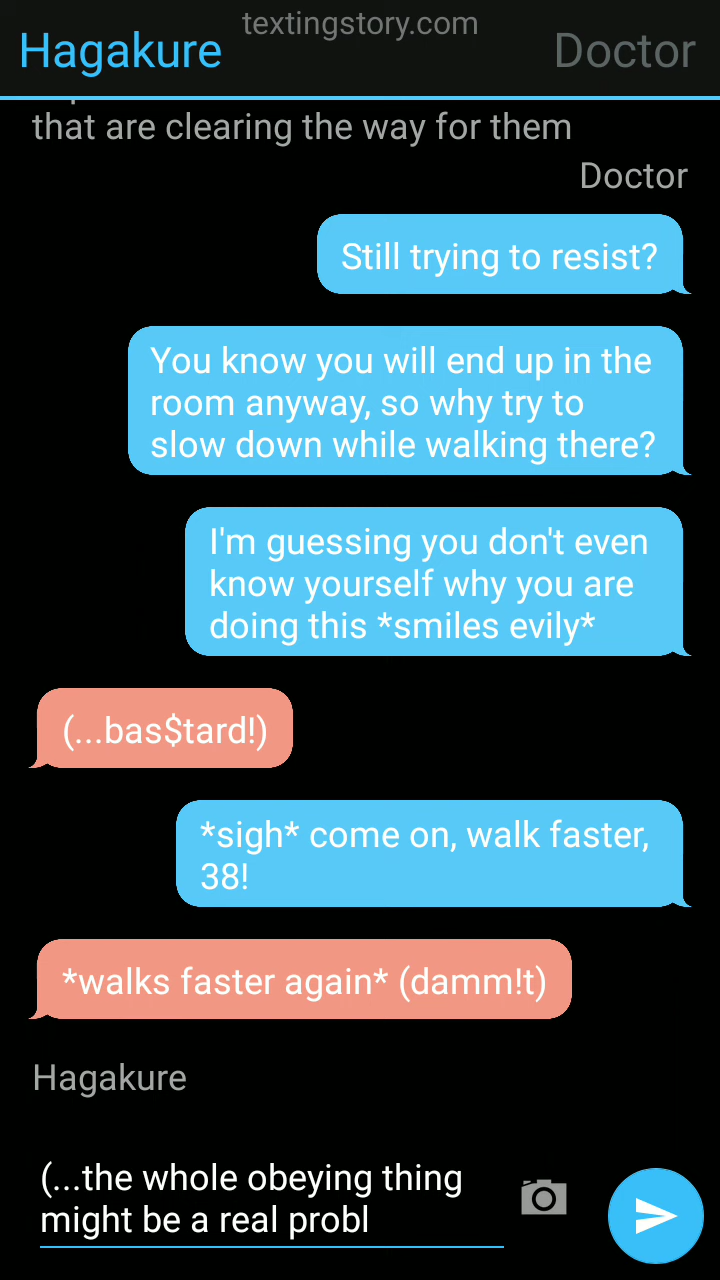 textingstory.com
Hagakure
Doctor
that are clearing the way for them
Doctor
Still trying to resist?
You know you will end up in the
room anyway, so why try to
slow down while walking there?
I'm guessing you don't even
know yourself why you are
doing this *smiles evily*
(...bas$tard!)
*sigh* come on, walk faster,
38!
*walks faster again* (damm!t)
Hagakure
(...the whole obeying thing
might be a real probl